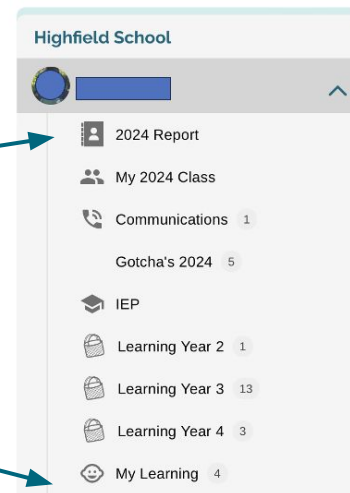 Highfield School
2024 Report
My 2024 Class
Communications 1
Gotcha's 2024 5
IEP
Learning Year 2 1
Learning Year 3 13
Learning Year 4 3
My Learning 4